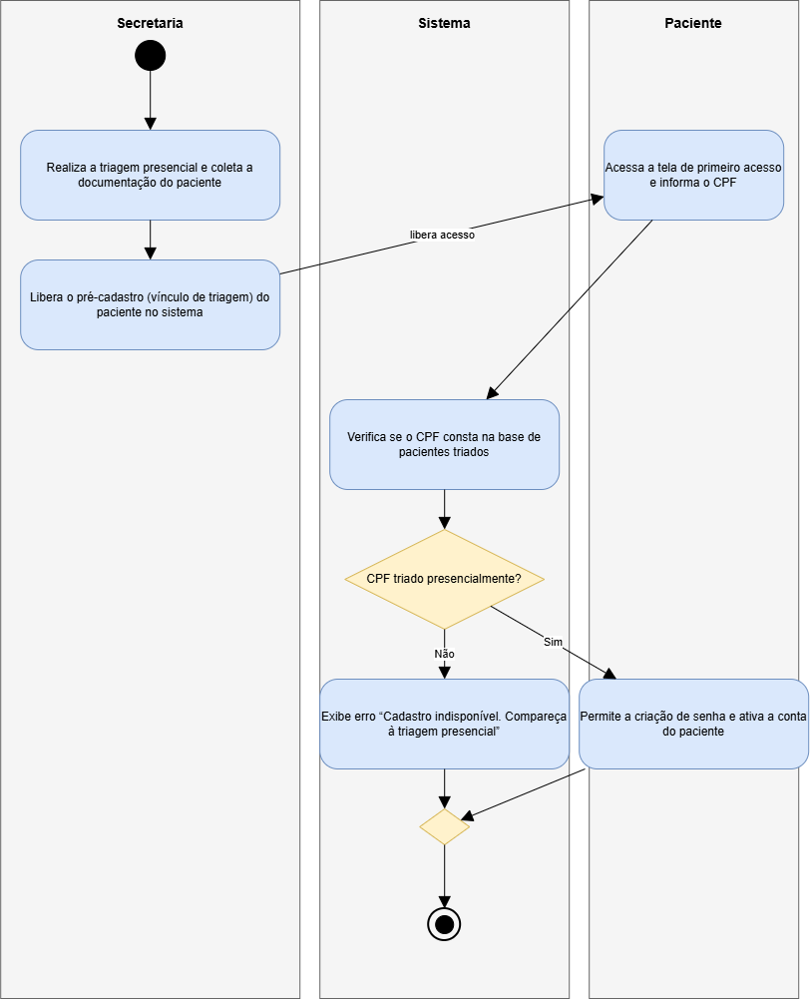 Secretaria
Sistema
Paciente
Realiza a triagem presencial e coleta a
documentação do paciente
Acessa a tela de primeiro acesso
e informa o CPF
libera acesso
Libera o pré-cadastro (vínculo de triagem) do
paciente no sistema
Verifica se o CPF consta na base de
pacientes triados
CPF triado presencialmente?
Sim
Não
Exibe erro “Cadastro indisponível. Compareça
à triagem presencial”
Permite a criação de senha e ativa a conta
do paciente